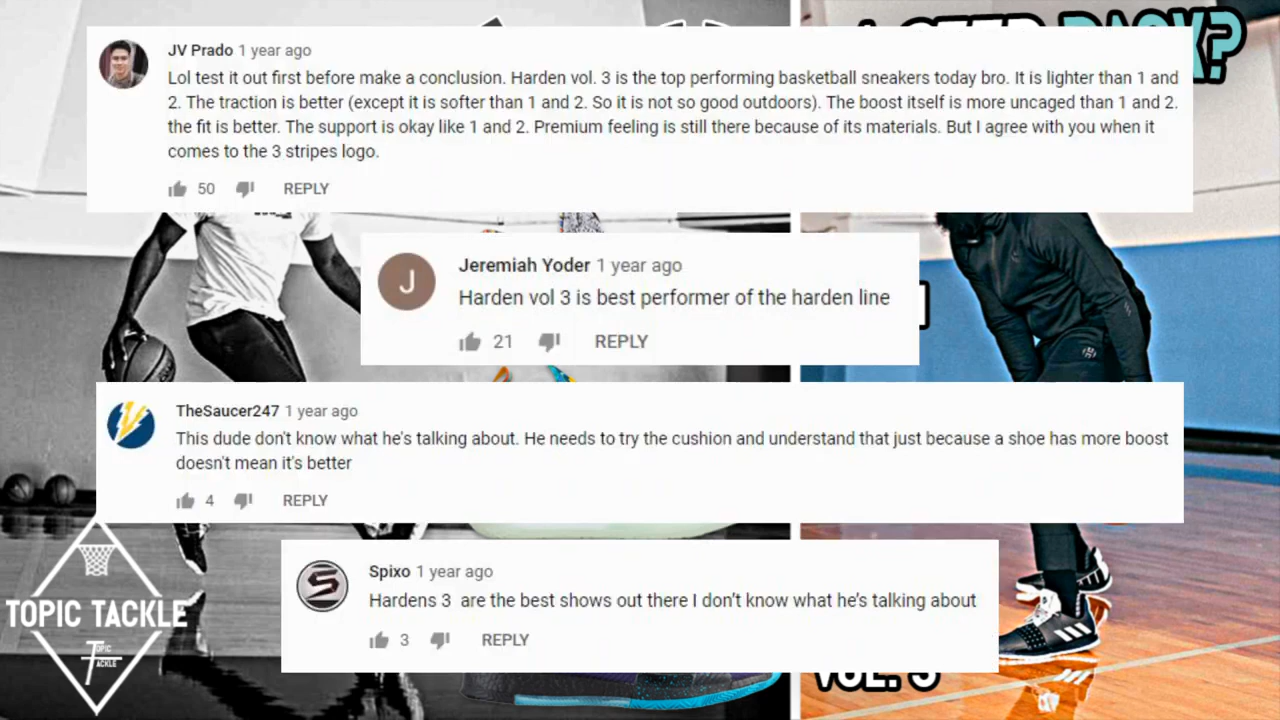 A STEP BACK?
JV Prado 1 year ago
Lol test it out first before make a conclusion. Harden vol. 3 is the top performing basketball sneakers today bro. It is lighter than 1 and
2. The traction is better (except it is softer than 1 and 2. So it is not so good outdoors). The boost itself is more uncaged than 1 and 2.
the fit is better. The support is okay like 1 and 2. Premium feeling is still there because of its materials. But I agree with you when it
comes to the 3 stripes logo.
50 REPLY
J
Jeremiah Yoder 1 year ago
Harden vol 3 is best performer of the harden line
21 REPLY
TheSaucer247 1 year ago
This dude don't know what he's talking about. He needs to try the cushion and understand that just because a shoe has more boost
doesn't mean it's better
4 REPLY
S
Spixo 1 year ago
Hardens 3 are the best shows out there I don't know what he's talking about
3 REPLY
TOPIC TACKLE
TOPIC
TACKLE
VOL. 3